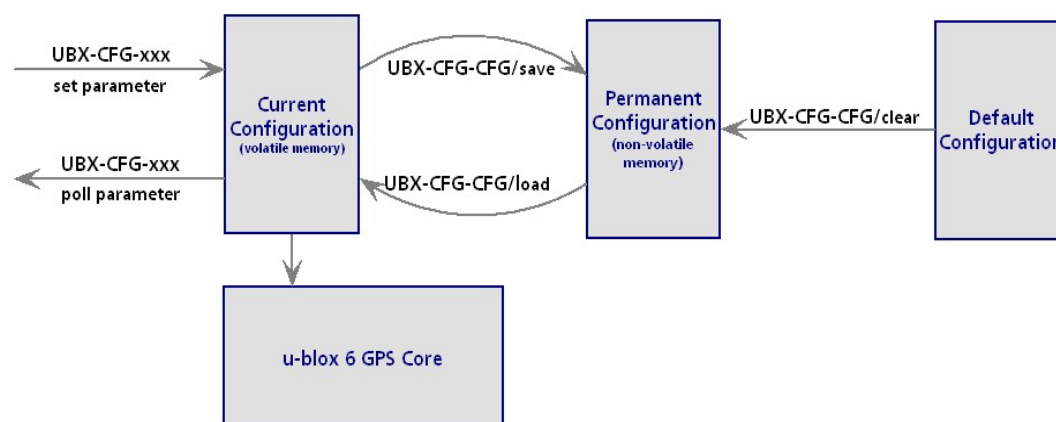 UBX-CFG-xxx
set parameter
UBX-CFG-xxx
poll parameter
Current
Configuration
(volatile memory)
UBX-CFG-CFG/save
UBX-CFG-CFG/load
Permanent
Configuration
(non-volatile
memory)
UBX-CFG-CFG/clear
Default
Configuration
u-blox 6 GPS Core